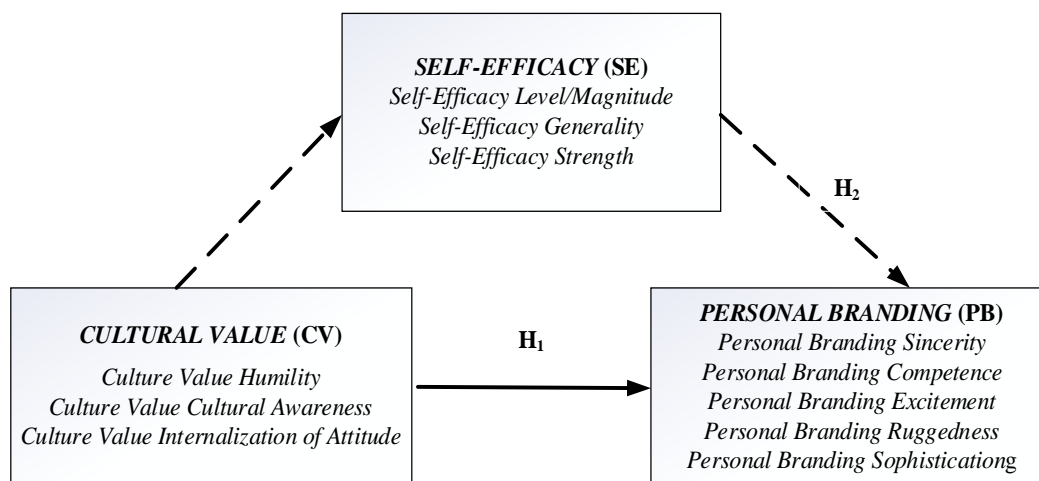 SELF-EFFICACY (SE)
Self-Efficacy Level/Magnitude
Self-Efficacy Generality
Self-Efficacy Strength
H₂
CULTURAL VALUE (CV)
Culture Value Humility
Culture Value Cultural Awareness
Culture Value Internalization of Attitude
H₁
PERSONAL BRANDING (PB)
Personal Branding Sincerity
Personal Branding Competence
Personal Branding Excitement
Personal Branding Ruggedness
Personal Branding Sophisticationg